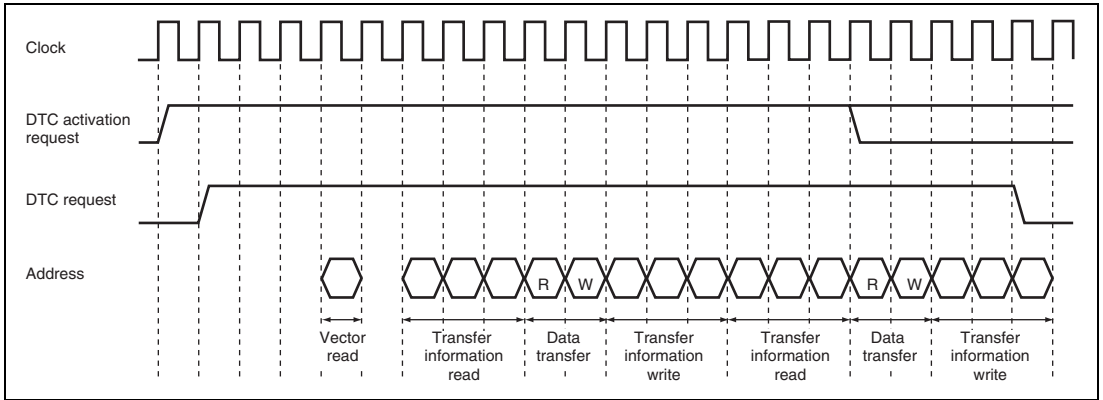 Clock
DTC activation
request
DTC request
Address
R W R W
Vector
read
Transfer
information
read
Data
transfer
Transfer
information
write
Transfer
information
read
Data
transfer
Transfer
information
write